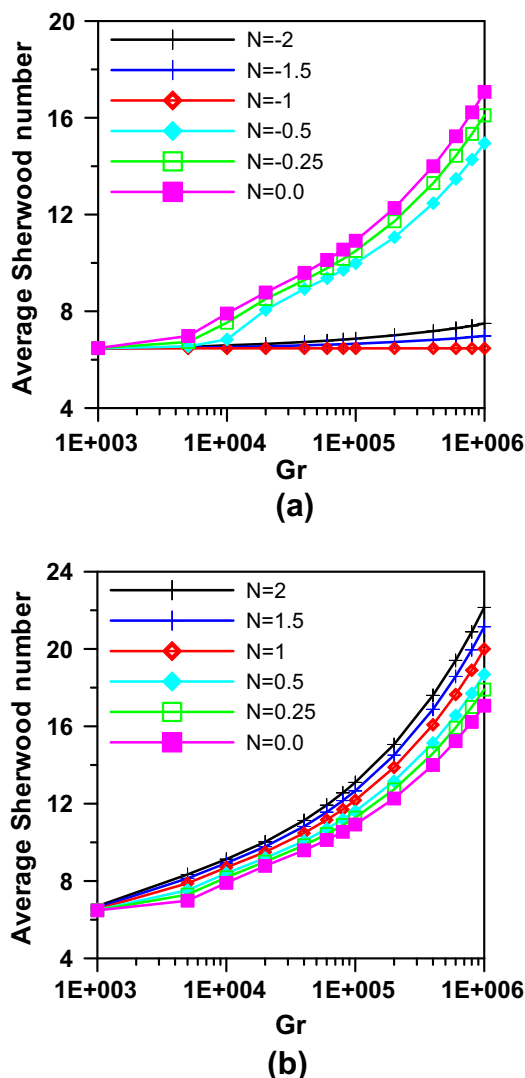 20
16
12
8
4
Average Sherwood number
N=-2
N=-1.5
N=-1
N=-0.5
N=-0.25
N=0.0
1E+003 1E+004 1E+005 1E+006
Gr
(a)
24
20
16
12
8
4
Average Sherwood number
N=2
N=1.5
N=1
N=0.5
N=0.25
N=0.0
1E+003 1E+004 1E+005 1E+006
Gr
(b)